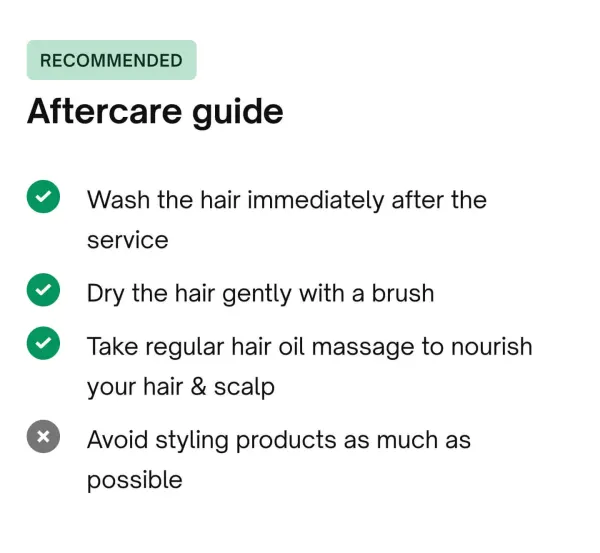 RECOMMENDED
Aftercare guide
Wash the hair immediately after the
service
Dry the hair gently with a brush
Take regular hair oil massage to nourish
your hair & scalp
Avoid styling products as much as
possible